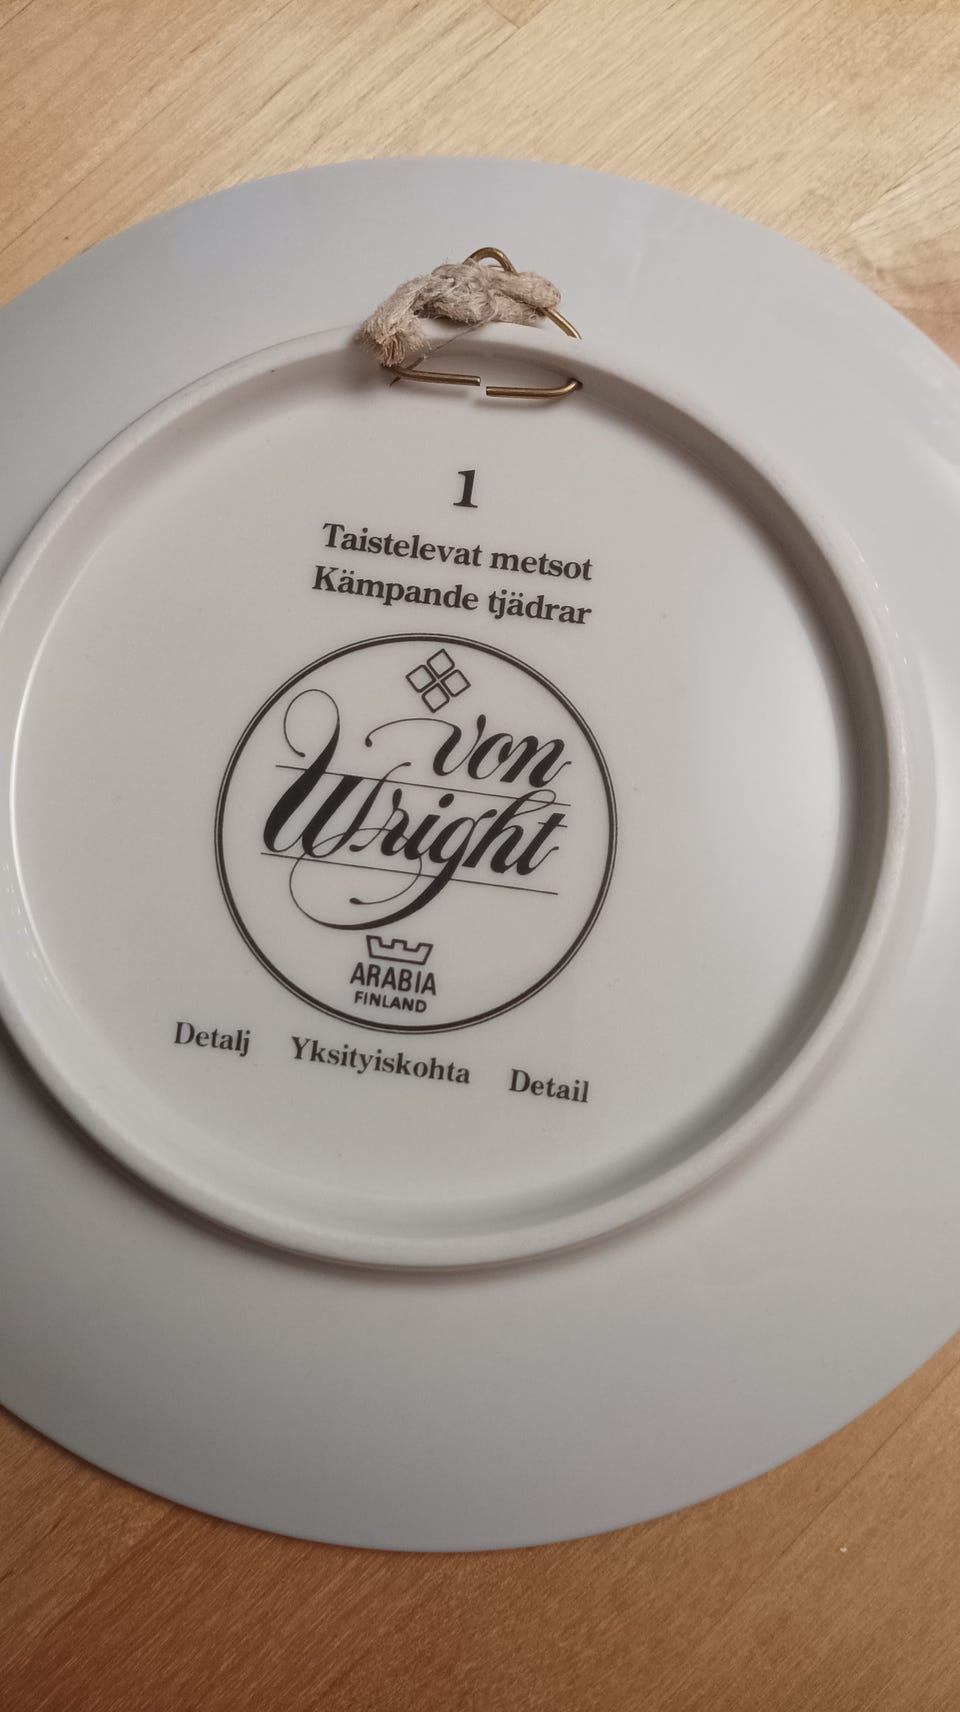 1
Taistelevat metsot
Kämpande tjädrar
von
Wright
ARABIA
FINLAND
Detalj Yksityiskohta Detail